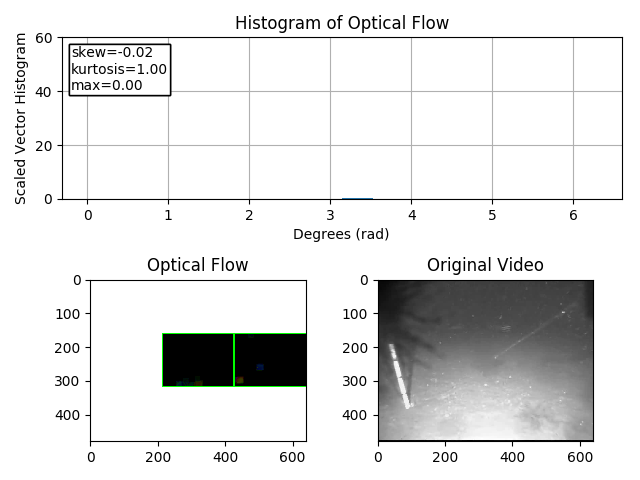 Histogram of Optical Flow
Scaled Vector Histogram
60
40
20
0
skew=-0.02
kurtosis=1.00
max=0.00
0 1 2 3 4 5 6
Degrees (rad)
Optical Flow
0
100
200
300
400
0 200 400 600
Original Video
0
100
200
300
400
0 200 400 600